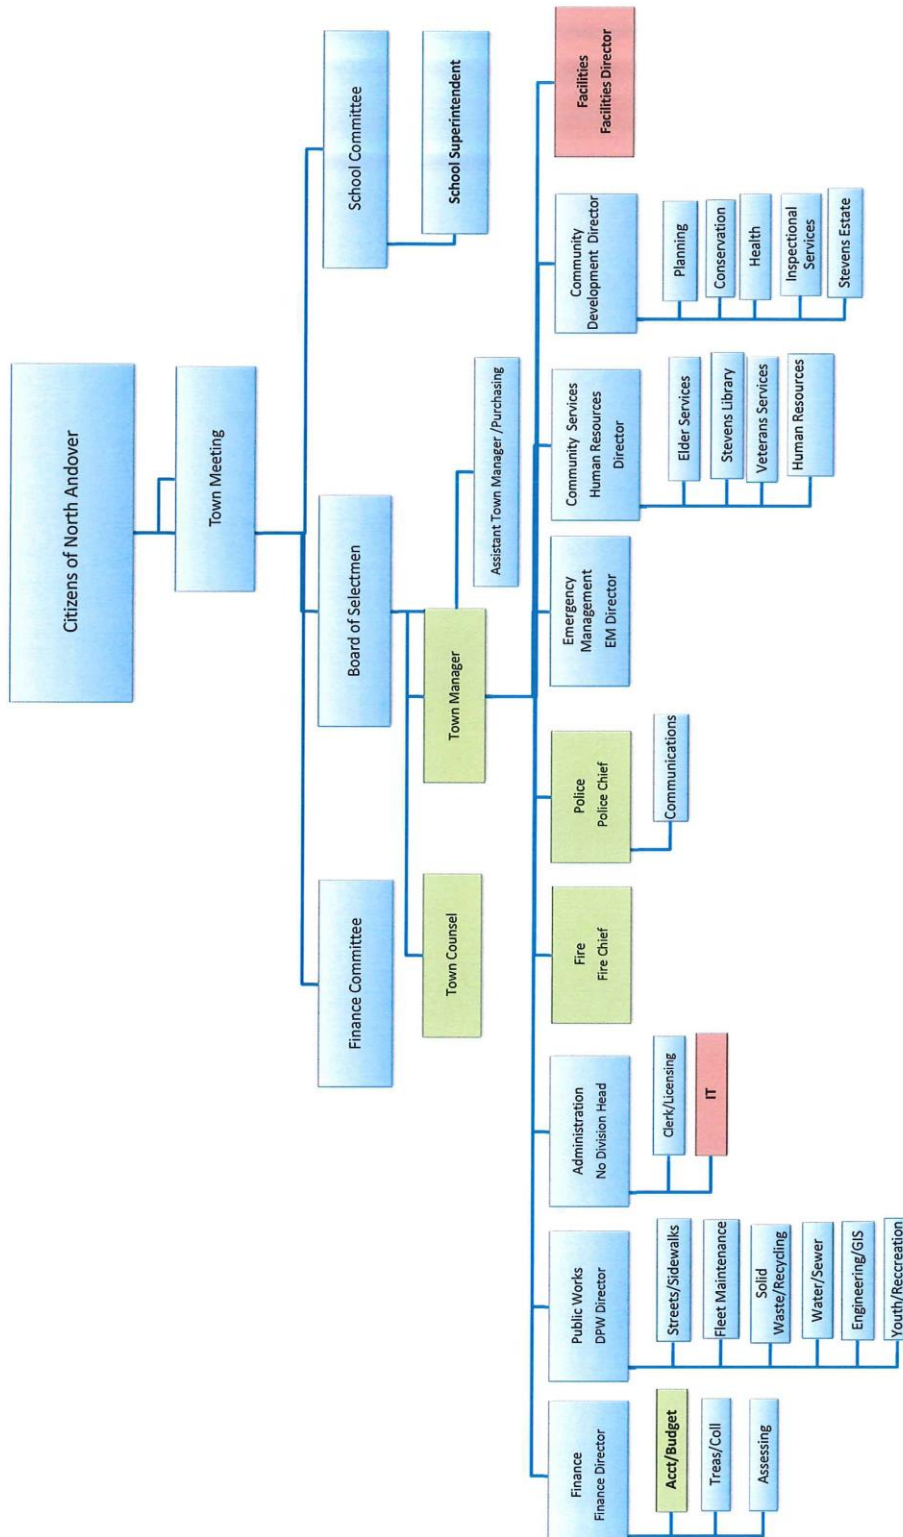 Citizens of North Andover
Town Meeting
Finance Committee
Board of Selectmen
School Committee
Town Counsel
Town Manager
Assistant Town Manager /Purchasing
School Superintendent
Finance
Finance Director
Acct/Budget
Treas/Coll
Assessing
Public Works
DPW Director
Streets/Sidewalks
Fleet Maintenance
Solid
Waste/Recycling
Water/Sewer
Engineering/GIS
Youth/Reccreation
Administration
No Division Head
Clerk/Licensing
IT
Fire
Fire Chief
Police
Police Chief
Communications
Emergency
Management
EM Director
Community Services
Human Resources
Director
Elder Services
Stevens Library
Veterans Services
Human Resources
Community
Development Director
Planning
Conservation
Health
Inspectional
Services
Stevens Estate
Facilities
Facilities Director